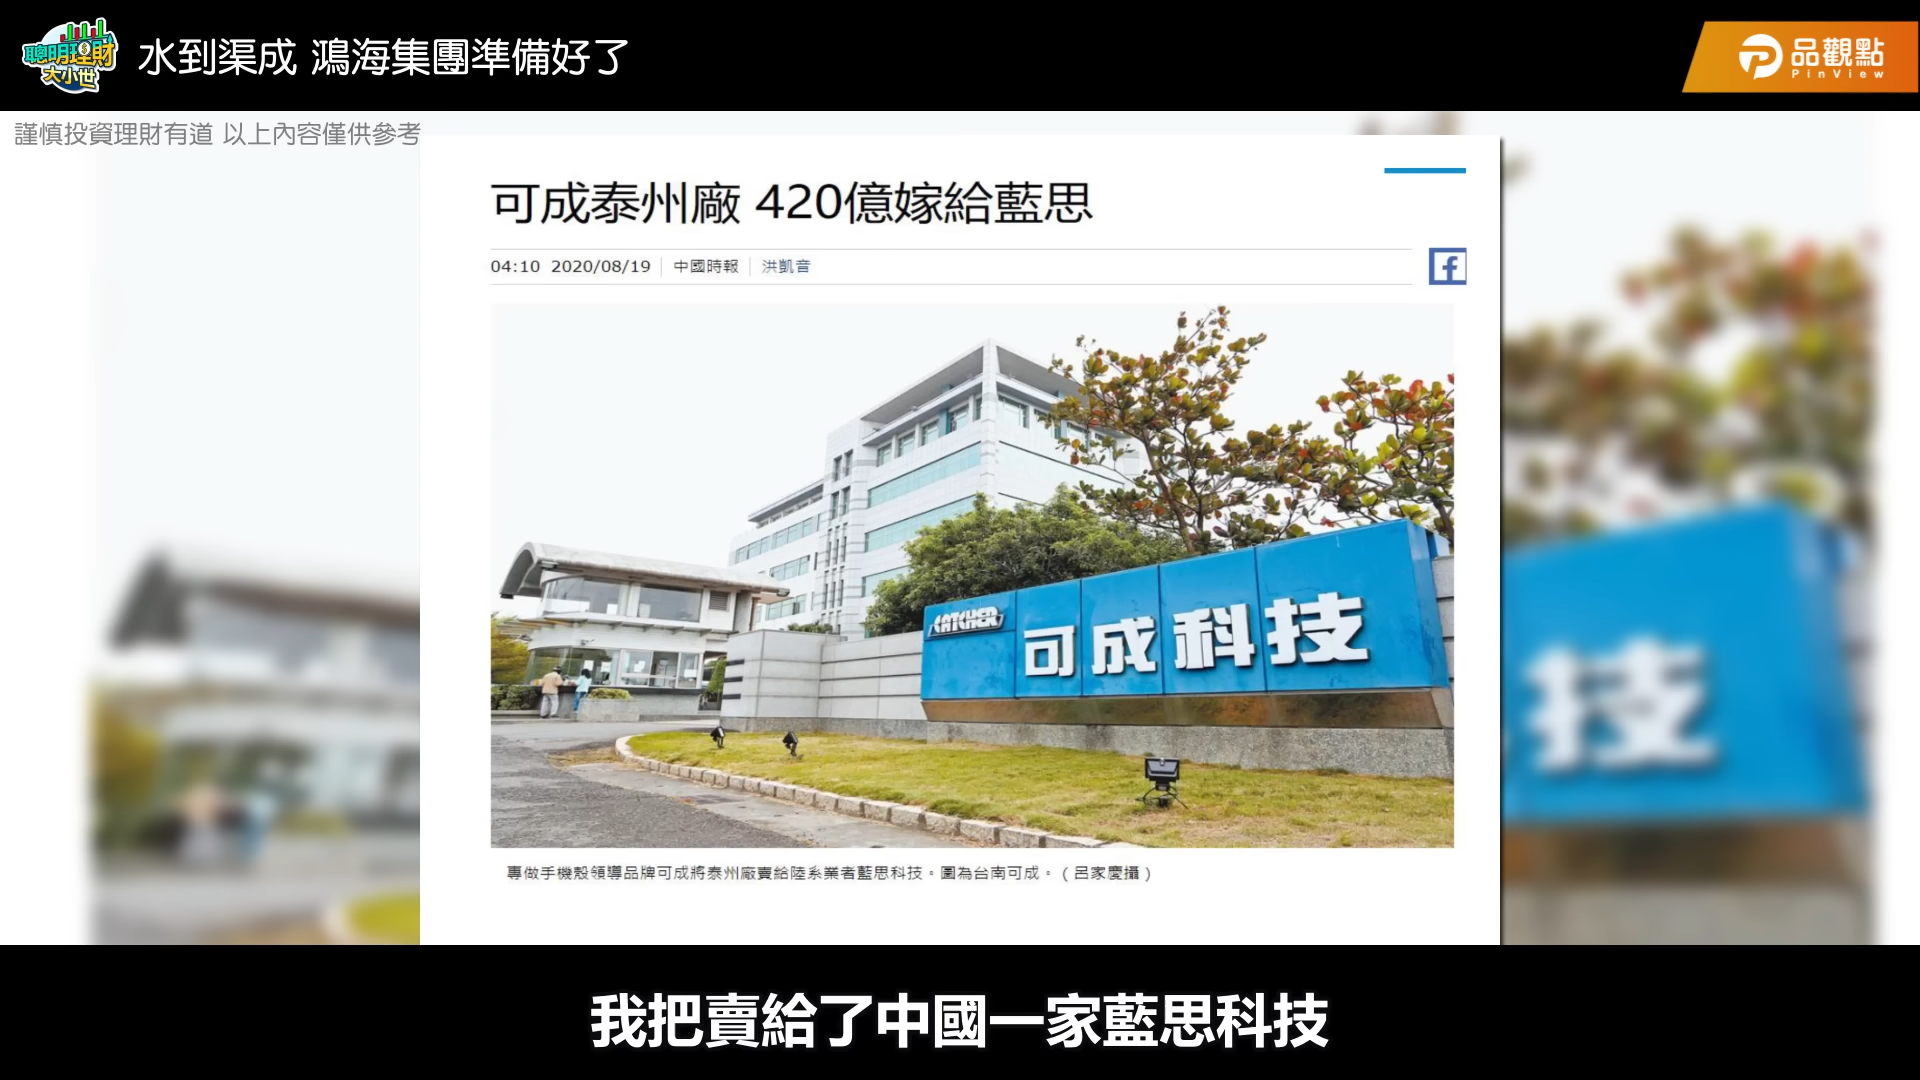 聰明理財
大小世
水到渠成 鴻海集團準備好了
品觀點
PinView
謹慎投資理財有道 以上內容僅供參考
可成泰州廠 420億嫁給藍思
04:10 2020/08/19 中國時報 洪凱音
CATCHER
可成科技
技
專做手機殼領導品牌可成將泰州廠賣給陸系業者藍思科技。圖為台南可成。(呂家慶攝)
我把賣給了中國一家藍思科技